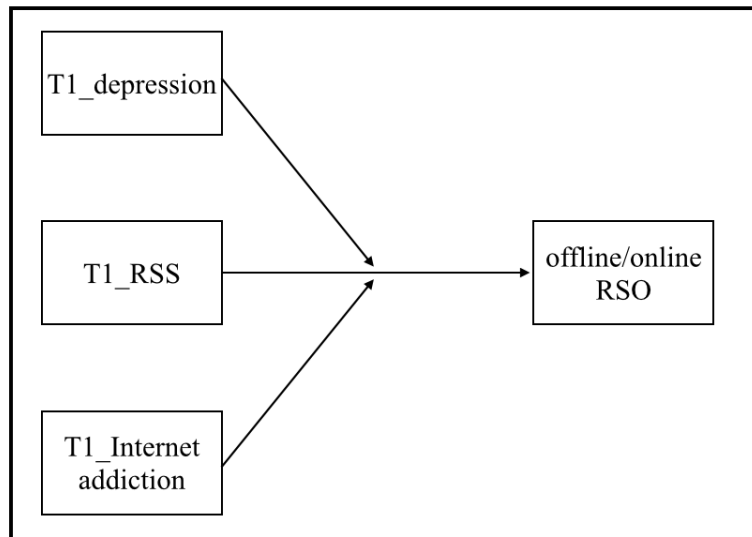 T1_depression
T1_RSS
offline/online
RSO
T1_Internet
addiction